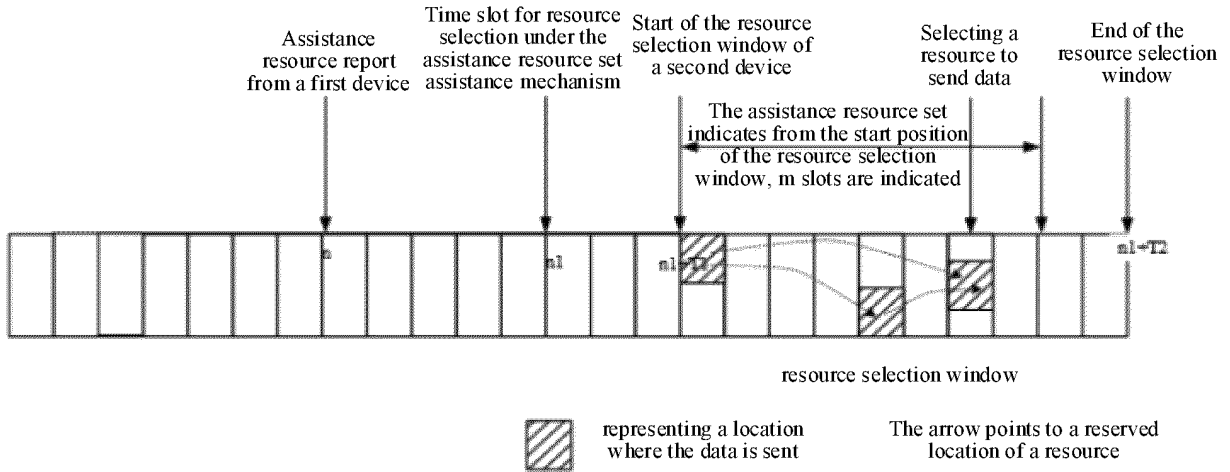 Assistance
resource report
from a first device
Time slot for resource
selection under the
assistance resource set
assistance mechanism
Start of the resource
selection window of
a second device
Selecting a
resource to
send data
End of the
resource selection
window
The assistance resource set
indicates from the start position
of the resource selection
window, m slots are indicated
n
n1
n1+T2
resource selection window
representing a location
where the data is sent
The arrow points to a reserved
location of a resource